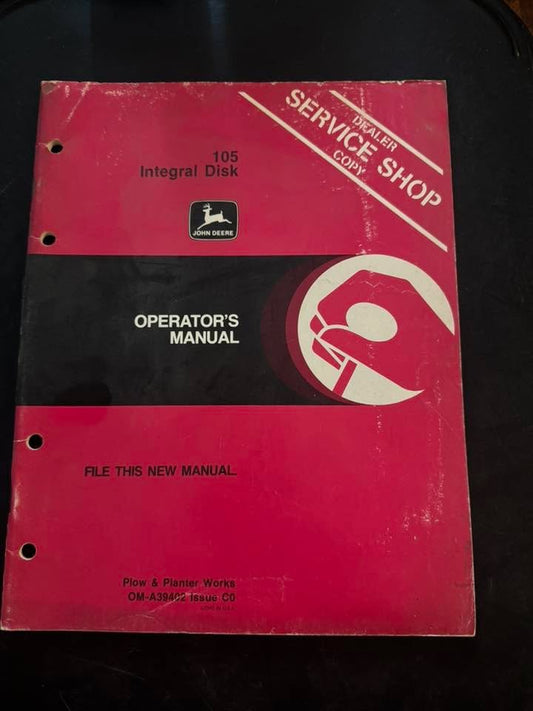 DEALER
SERVICE SHOP
COPY
105
Integral Disk
JOHN DEERE
OPERATOR'S
MANUAL
FILE THIS NEW MANUAL.
Plow & Planter Works
OM-A39402 Issue C0